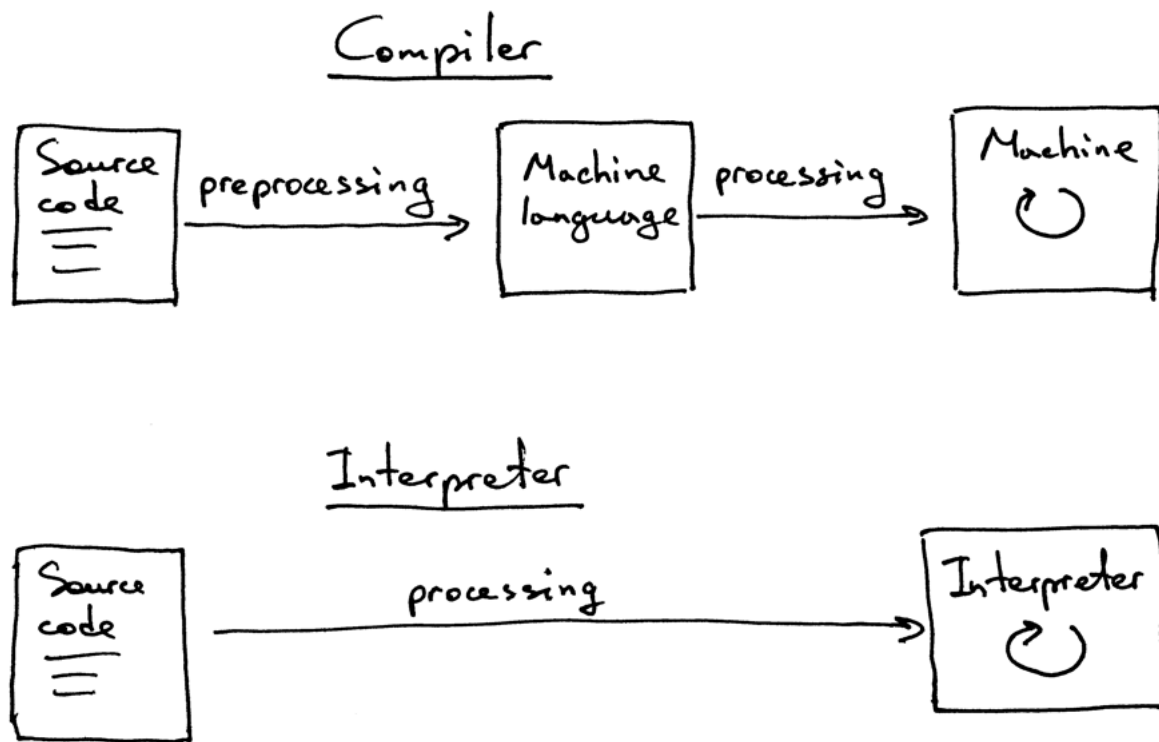 Compiler
Source
code
preprocessing
Machine
language
processing
Machine
Interpreter
Source
code
processing
Interpreter